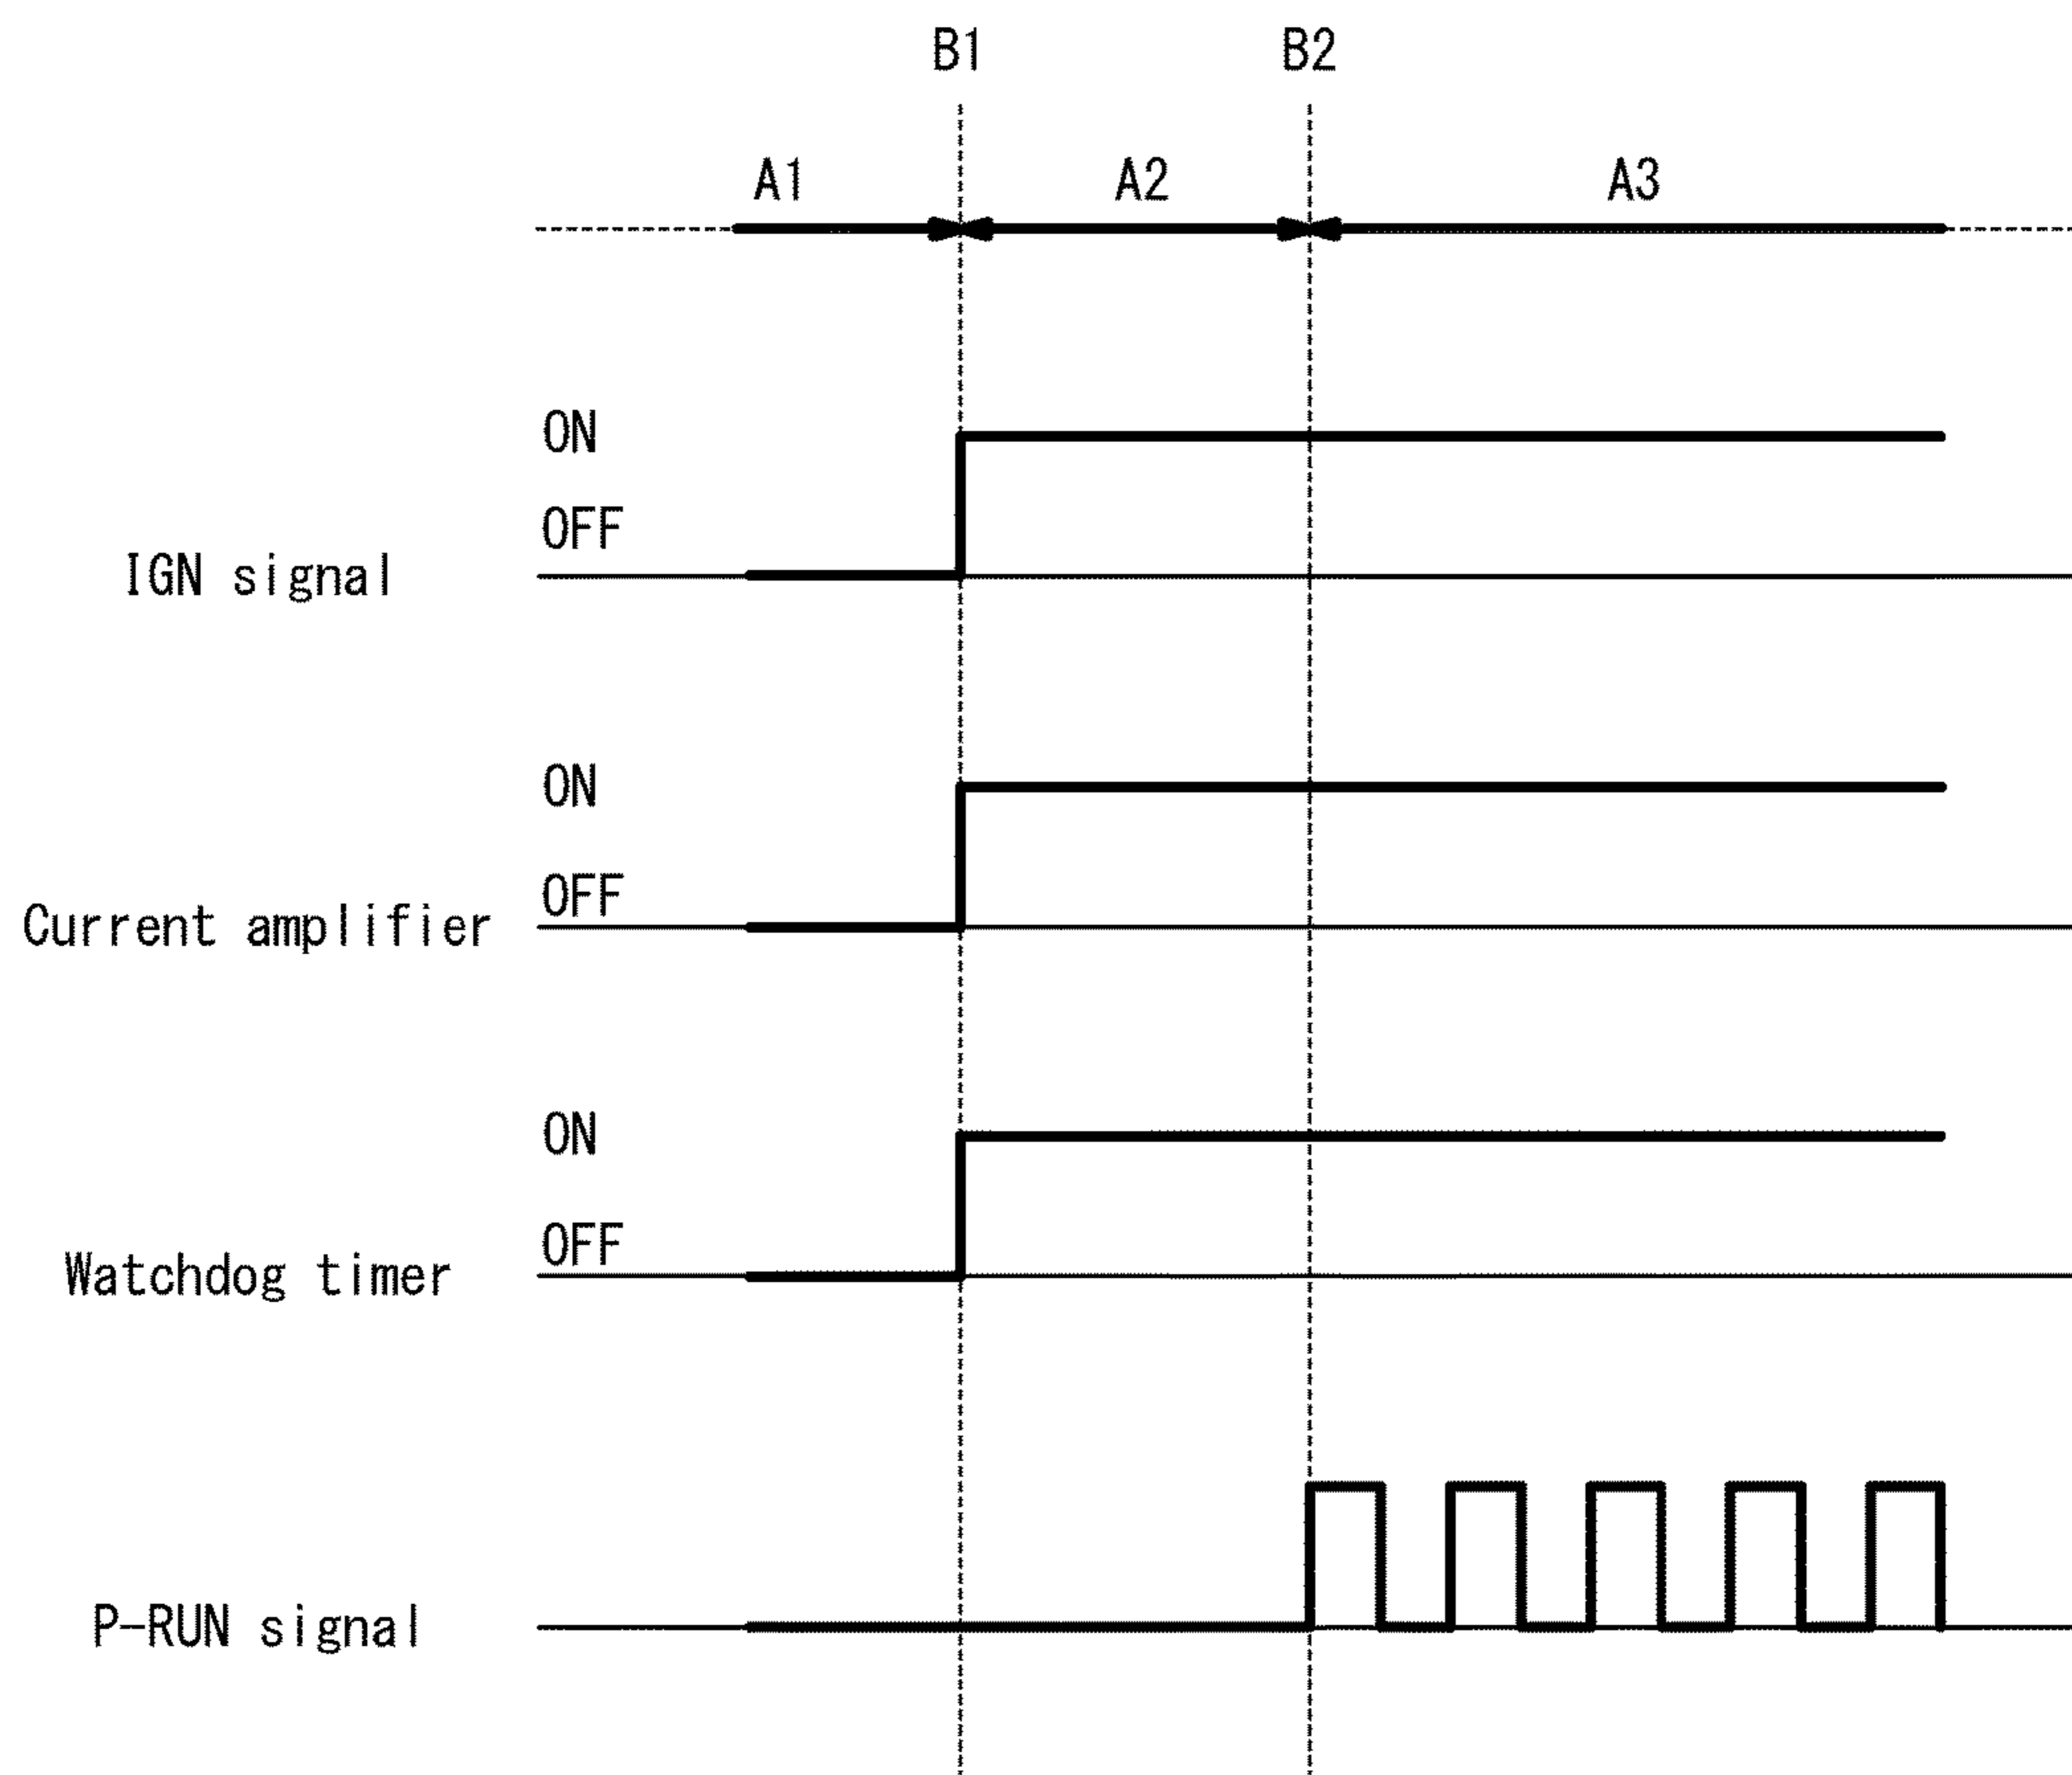 B1
B2
A1
A2
A3
ON
OFF
IGN signal
ON
OFF
Current amplifier
ON
OFF
Watchdog timer
P-RUN signal